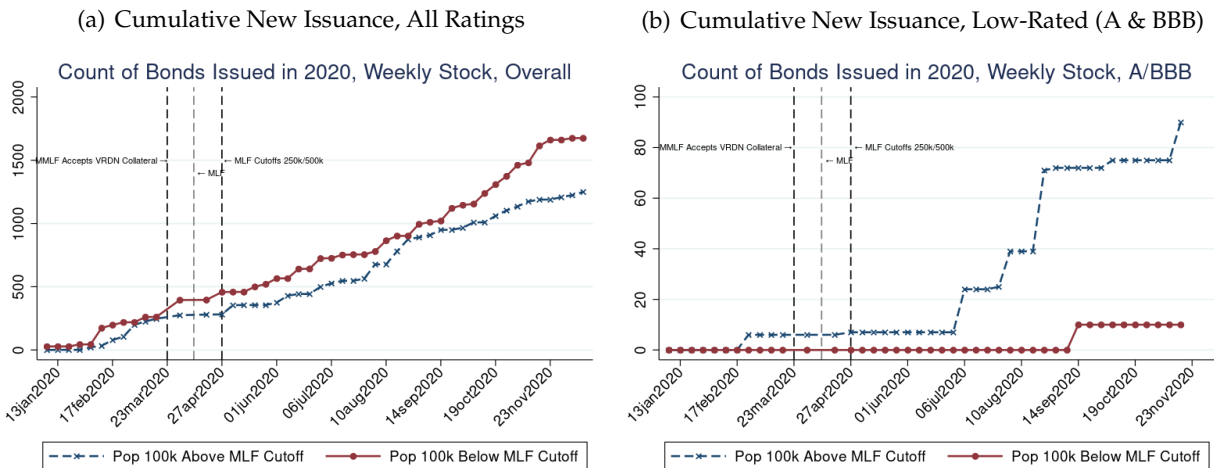 (a) Cumulative New Issuance, All Ratings
Count of Bonds Issued in 2020, Weekly Stock, Overall
2000
1500
1000
500
0
MMLF Accepts VRDN Collateral →
← MLF
← MLF Cutoffs 250k/500k
13jan2020
17feb2020
23mar2020
27apr2020
01jun2020
06jul2020
10aug2020
14sep2020
19oct2020
23nov2020
Pop 100k Above MLF Cutoff
Pop 100k Below MLF Cutoff
(b) Cumulative New Issuance, Low-Rated (A & BBB)
Count of Bonds Issued in 2020, Weekly Stock, A/BBB
100
80
60
40
20
0
MMLF Accepts VRDN Collateral →
← MLF
← MLF Cutoffs 250k/500k
13jan2020
17feb2020
23mar2020
27apr2020
01jun2020
06jul2020
10aug2020
14sep2020
19oct2020
23nov2020
Pop 100k Above MLF Cutoff
Pop 100k Below MLF Cutoff